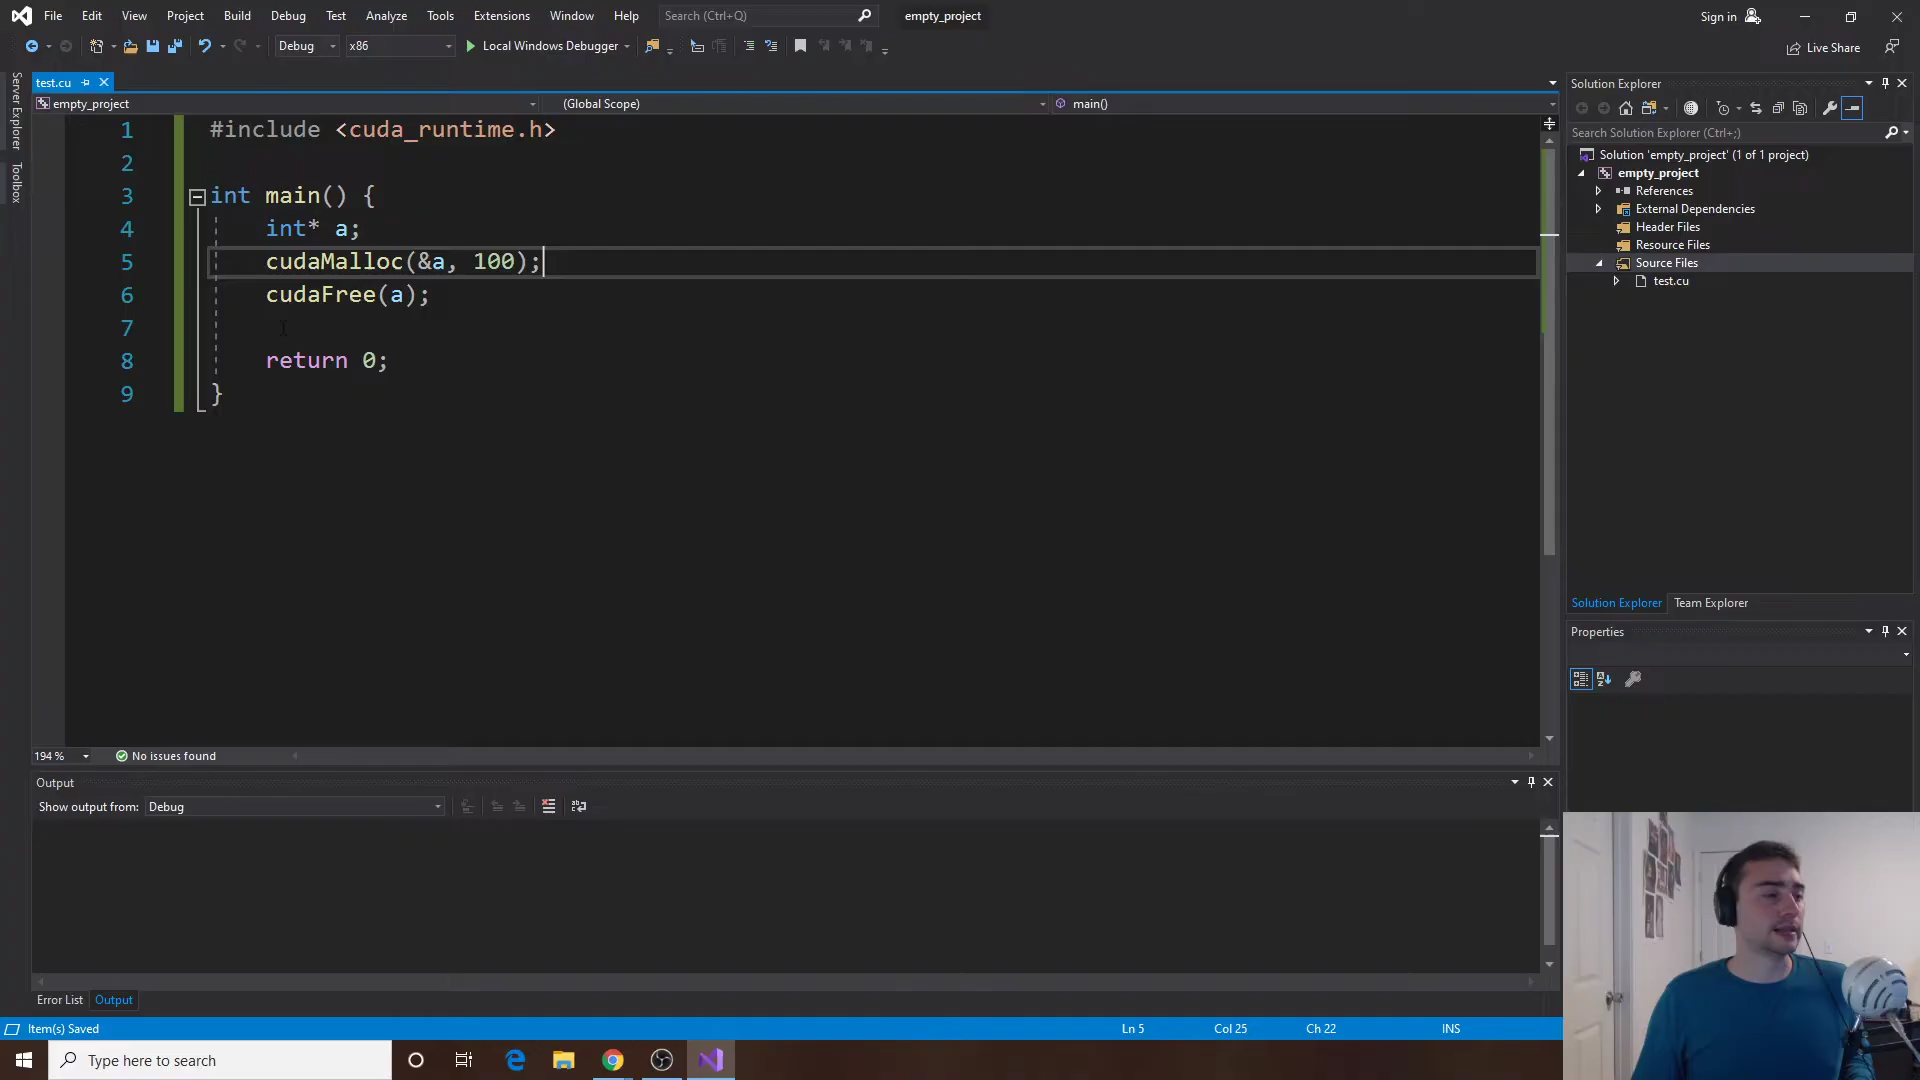 File Edit View Project Build Debug Test Analyze Tools Extensions Window Help Search (Ctrl+Q) empty_project Sign in
Debug x86 Local Windows Debugger Live Share
Server Explorer
Toolbox
test.cu
empty_project (Global Scope) main()
1 #include <cuda_runtime.h>
2
3 int main() {
4 int* a;
5 cudaMalloc(&a, 100);
6 cudaFree(a);
7
8 return 0;
9 }
194 % No issues found
Output
Show output from: Debug
Error List Output
Solution Explorer
Search Solution Explorer (Ctrl+;)
Solution 'empty_project' (1 of 1 project)
empty_project
References
External Dependencies
Header Files
Resource Files
Source Files
test.cu
Solution Explorer Team Explorer
Properties
Item(s) Saved Ln 5 Col 25 Ch 22 INS
Type here to search